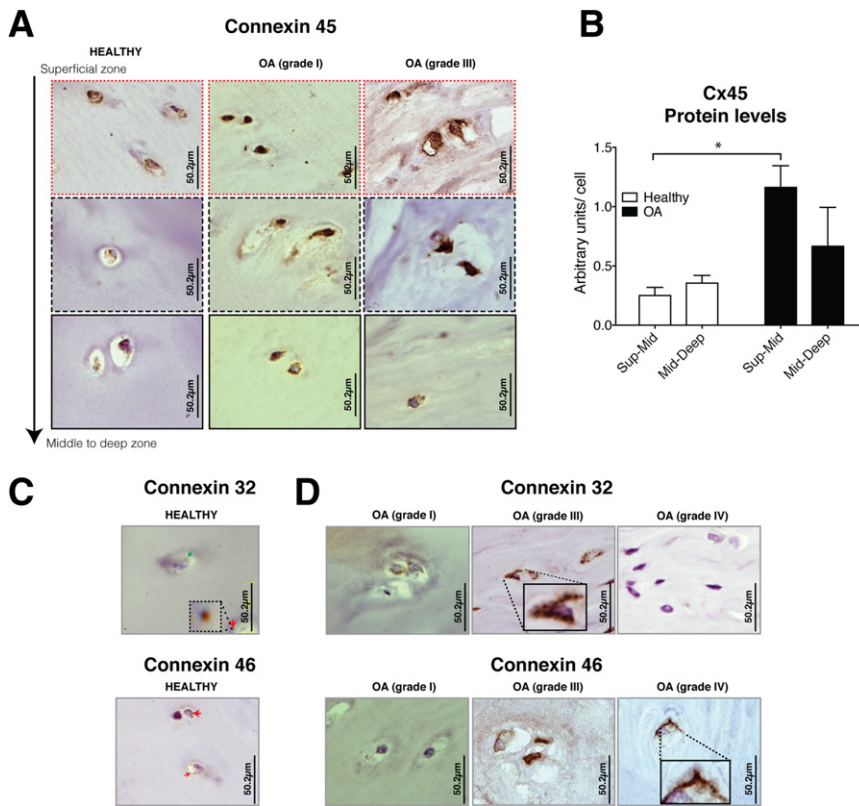 A
Connexin 45
HEALTHY
OA (grade I)
OA (grade III)
Superficial zone
50.2µm
50.2µm
50.2µm
50.2µm
50.2µm
50.2µm
50.2µm
50.2µm
50.2µm
Middle to deep zone
B
Cx45
Protein levels
*
Arbitrary units/ cell
1.5
1.0
0.5
0.0
Healthy
OA
Sup-Mid
Mid-Deep
Sup-Mid
Mid-Deep
C
Connexin 32
HEALTHY
50.2µm
Connexin 46
HEALTHY
50.2µm
D
Connexin 32
OA (grade I)
OA (grade III)
OA (grade IV)
50.2µm
50.2µm
50.2µm
Connexin 46
OA (grade I)
OA (grade III)
OA (grade IV)
50.2µm
50.2µm
50.2µm